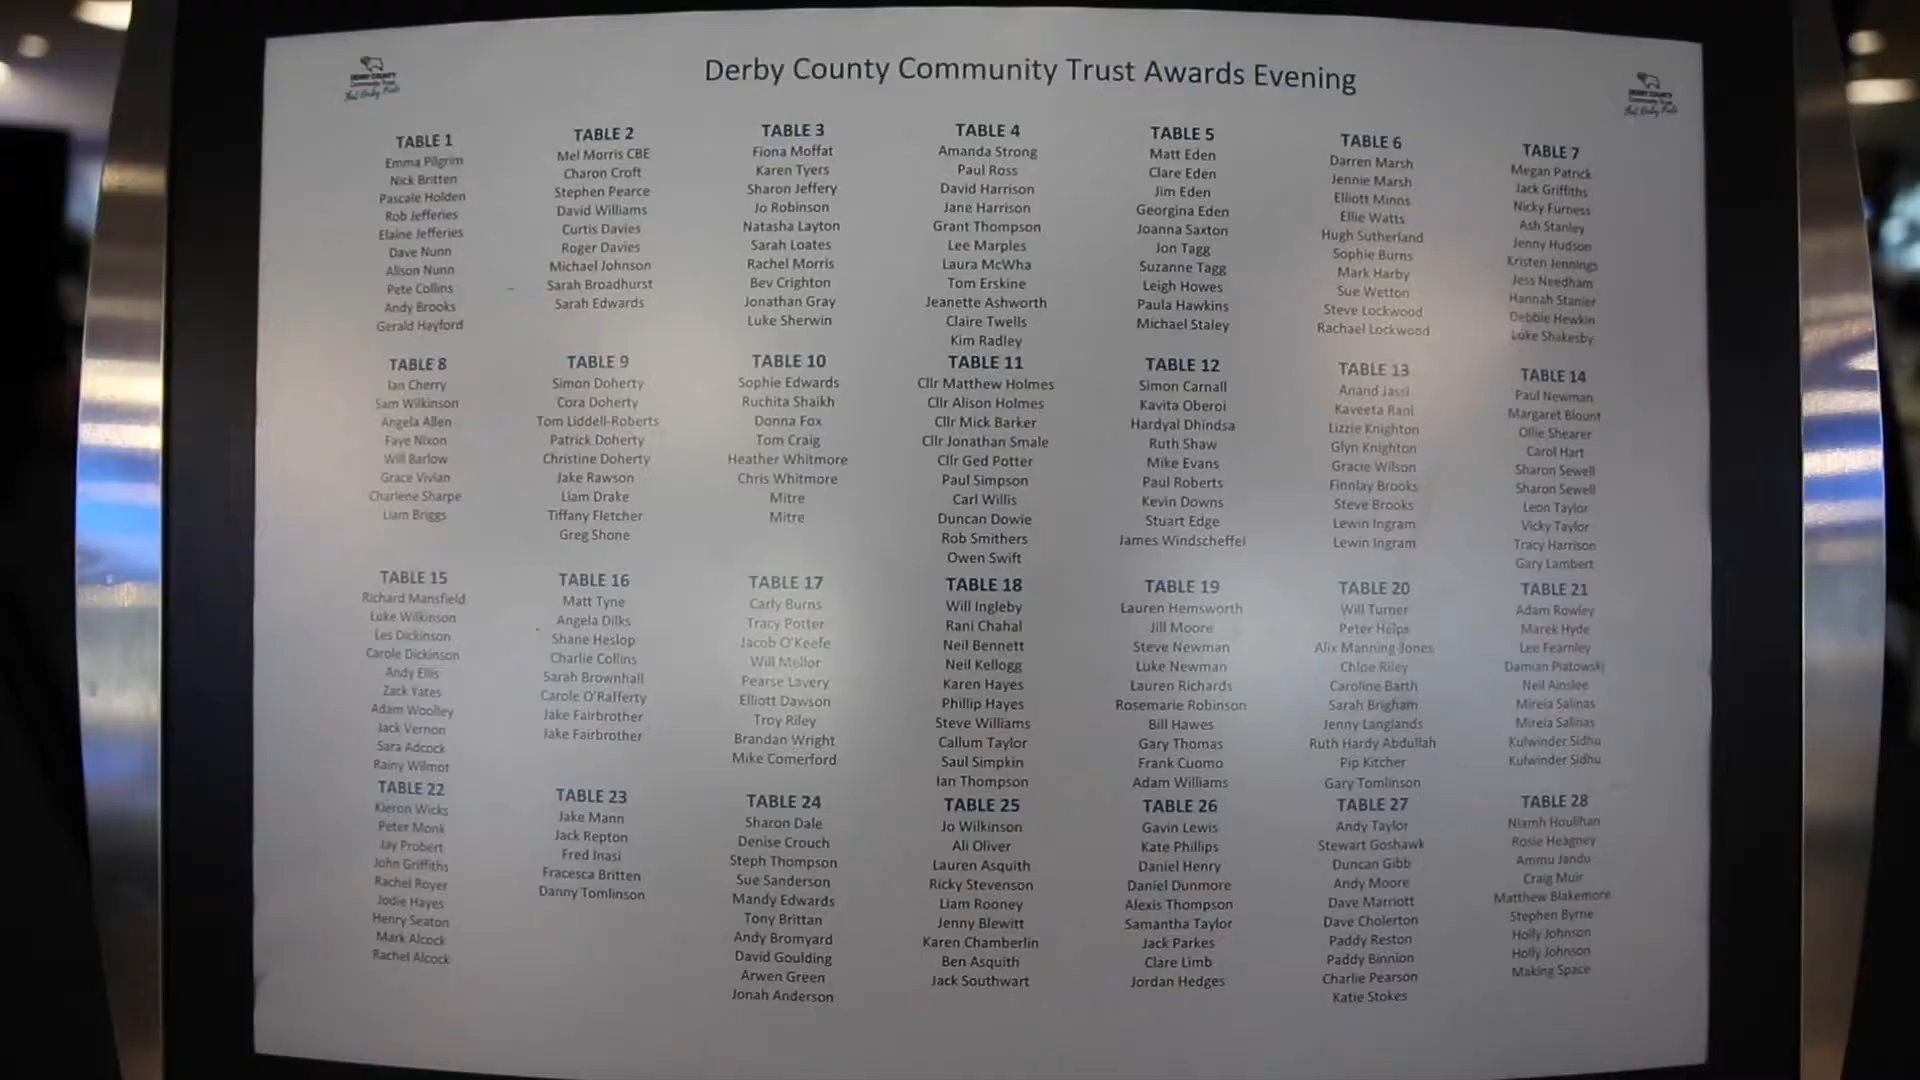 Derby County Community Trust Awards Evening
DERBY COUNTY
Community Trust
DERBY COUNTY
Community Trust
TABLE 1
Emma Pilgrim
Nick Britten
Pascale Holden
Rob Jefferies
Elaine Jefferies
Dave Nunn
Alison Nunn
Pete Collins
Andy Brooks
Gerald Hayford
TABLE 2
Mel Morris CBE
Charon Croft
Stephen Pearce
David Williams
Curtis Davies
Roger Davies
Michael Johnson
Sarah Broadhurst
Sarah Edwards
TABLE 3
Fiona Moffat
Karen Tyers
Sharon Jeffery
Jo Robinson
Natasha Layton
Sarah Loates
Rachel Morris
Bev Crighton
Jonathan Gray
Luke Sherwin
TABLE 4
Amanda Strong
Paul Ross
David Harrison
Jane Harrison
Grant Thompson
Lee Marples
Laura McWha
Tom Erskine
Jeanette Ashworth
Claire Twells
Kim Radley
TABLE 5
Matt Eden
Clare Eden
Jim Eden
Georgina Eden
Joanna Saxton
Jon Tagg
Suzanne Tagg
Leigh Howes
Paula Hawkins
Michael Staley
TABLE 6
Darren Marsh
Jennie Marsh
Elliott Minns
Ellie Watts
Hugh Sutherland
Sophie Burns
Mark Harby
Sue Wetton
Steve Lockwood
Rachael Lockwood
TABLE 7
Megan Patrick
Jack Griffiths
Nicky Furness
Ash Stanley
Jenny Hudson
Kristen Jennings
Jess Needham
Hannah Stanier
Debbie Hewkin
Luke Shakesby
TABLE 8
Ian Cherry
Sam Wilkinson
Angela Allen
Faye Nixon
Will Barlow
Grace Vivian
Charlene Sharpe
Liam Briggs
TABLE 9
Simon Doherty
Cora Doherty
Tom Liddell-Roberts
Patrick Doherty
Christine Doherty
Jake Rawson
Liam Drake
Tiffany Fletcher
Greg Shone
TABLE 10
Sophie Edwards
Ruchita Shaikh
Donna Fox
Tom Craig
Heather Whitmore
Chris Whitmore
Mitre
Mitre
TABLE 11
Cllr Matthew Holmes
Cllr Alison Holmes
Cllr Mick Barker
Cllr Jonathan Smale
Cllr Ged Potter
Paul Simpson
Carl Willis
Duncan Dowie
Rob Smithers
Owen Swift
TABLE 12
Simon Carnall
Kavita Oberoi
Hardyal Dhindsa
Ruth Shaw
Mike Evans
Paul Roberts
Kevin Downs
Stuart Edge
James Windscheffel
TABLE 13
Anand Jassi
Kaveeta Rani
Lizzie Knighton
Glyn Knighton
Gracie Wilson
Finnlay Brooks
Steve Brooks
Lewin Ingram
Lewin Ingram
TABLE 14
Paul Newman
Margaret Blount
Ollie Shearer
Carol Hart
Sharon Sewell
Sharon Sewell
Leon Taylor
Vicky Taylor
Tracy Harrison
Gary Lambert
TABLE 15
Richard Mansfield
Luke Wilkinson
Les Dickinson
Carole Dickinson
Andy Ellis
Zack Yates
Adam Woolley
Jack Vernon
Sara Adcock
Rainy Wilmot
TABLE 16
Matt Tyne
Angela Dilks
Shane Heslop
Charlie Collins
Sarah Brownhall
Carole O'Rafferty
Jake Fairbrother
Jake Fairbrother
TABLE 17
Carly Burns
Tracy Potter
Jacob O'Keefe
Will Mellor
Pearse Lavery
Elliott Dawson
Troy Riley
Brandan Wright
Mike Comerford
TABLE 18
Will Ingleby
Rani Chahal
Neil Bennett
Neil Kellogg
Karen Hayes
Phillip Hayes
Steve Williams
Callum Taylor
Saul Simpkin
Ian Thompson
TABLE 19
Lauren Hemsworth
Jill Moore
Steve Newman
Luke Newman
Lauren Richards
Rosemarie Robinson
Bill Hawes
Gary Thomas
Frank Cuomo
Adam Williams
TABLE 20
Will Turner
Peter Helps
Alix Manning-Jones
Chloe Riley
Caroline Barth
Sarah Brigham
Jenny Langlands
Ruth Hardy Abdullah
Pip Kitcher
Gary Tomlinson
TABLE 21
Adam Rowley
Marek Hyde
Lee Fearnley
Damian Piatowski
Neil Ainslee
Mireia Salinas
Mireia Salinas
Kulwinder Sidhu
Kulwinder Sidhu
TABLE 22
Kieron Wicks
Peter Monk
Jay Probert
John Griffiths
Rachel Royer
Jodie Hayes
Henry Seaton
Mark Alcock
Rachel Alcock
TABLE 23
Jake Mann
Jack Repton
Fred Inasi
Fracesca Britten
Danny Tomlinson
TABLE 24
Sharon Dale
Denise Crouch
Steph Thompson
Sue Sanderson
Mandy Edwards
Tony Brittan
Andy Bromyard
David Goulding
Arwen Green
Jonah Anderson
TABLE 25
Jo Wilkinson
Ali Oliver
Lauren Asquith
Ricky Stevenson
Liam Rooney
Jenny Blewitt
Karen Chamberlin
Ben Asquith
Jack Southwart
TABLE 26
Gavin Lewis
Kate Phillips
Daniel Henry
Daniel Dunmore
Alexis Thompson
Samantha Taylor
Jack Parkes
Clare Limb
Jordan Hedges
TABLE 27
Andy Taylor
Stewart Goshawk
Duncan Gibb
Andy Moore
Dave Marriott
Dave Cholerton
Paddy Reston
Paddy Binnion
Charlie Pearson
Katie Stokes
TABLE 28
Niamh Houlihan
Rosie Heagney
Ammu Jandu
Craig Muir
Matthew Blakemore
Stephen Byrne
Holly Johnson
Holly Johnson
Making Space